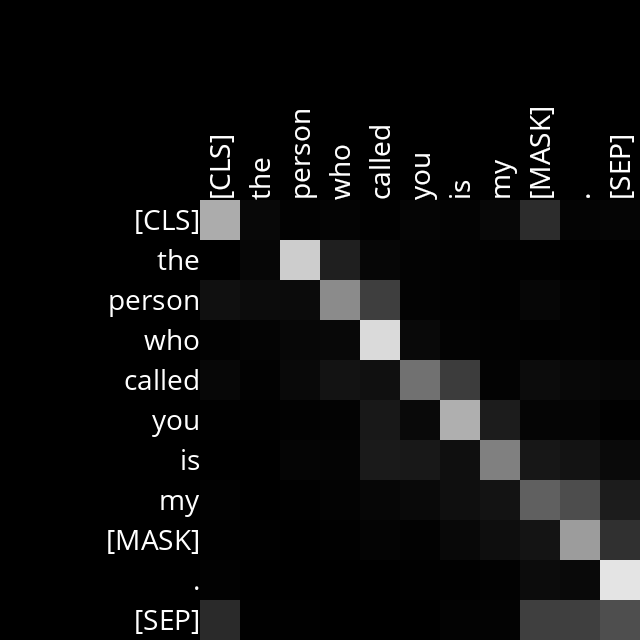 [CLS] the person who called you is my [MASK] . [SEP]
[CLS]
the
person
who
called
you
is
my
[MASK]
.
[SEP]